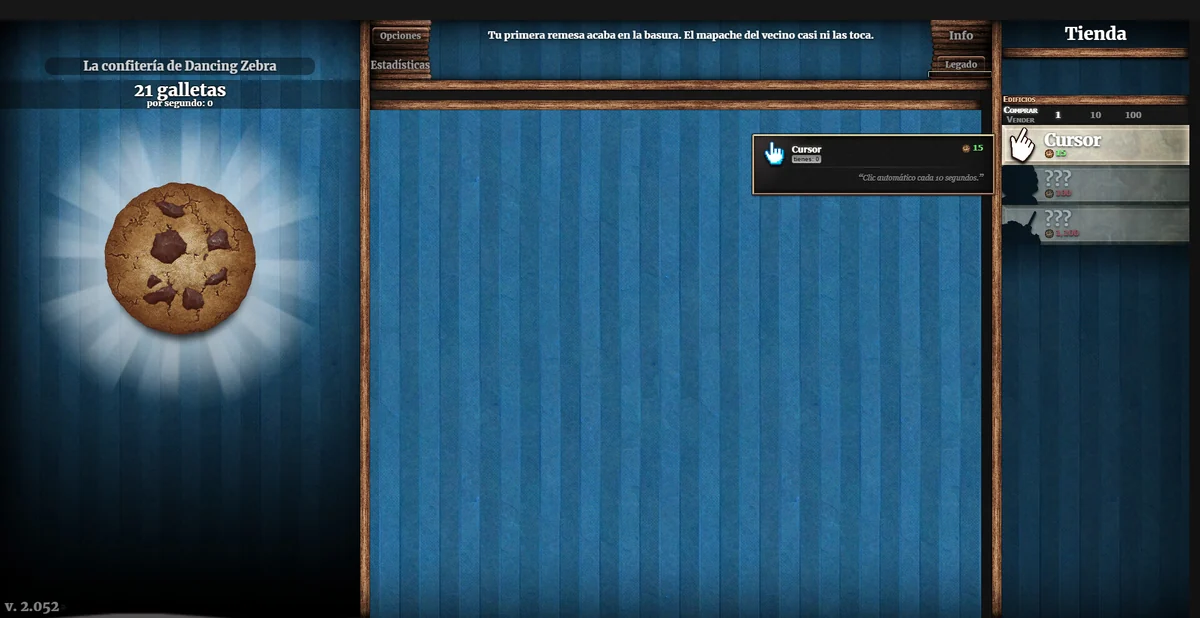 La confitería de Dancing Zebra
21 galletas
por segundo: 0
v. 2.052
Opciones
Estadísticas
Tu primera remesa acaba en la basura. El mapache del vecino casi ni las toca.
Info
Legado
Cursor
15
tienes: 0
“Clic automático cada 10 segundos.”
Tienda
Edificios
Comprar
Vender
1
10
100
Cursor
15
???
100
???
1,100